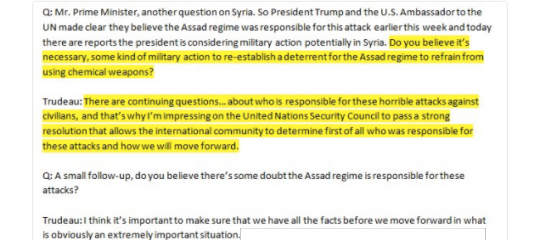 Q: Mr. Prime Minister, another question on Syria. So President Trump and the U.S. Ambassador to the
UN made clear they believe the Assad regime was responsible for this attack earlier this week and today
there are reports the president is considering military action potentially in Syria. Do you believe it's
necessary, some kind of military action to re-establish a deterrent for the Assad regime to refrain from
using chemical weapons?
Trudeau: There are continuing questions... about who is responsible for these horrible attacks against
civilians, and that's why I'm impressing on the United Nations Security Council to pass a strong
resolution that allows the international community to determine first of all who was responsible for
these attacks and how we will move forward.
Q: A small follow-up, do you believe there's some doubt the Assad regime is responsible for these
attacks?
Trudeau: I think it's important to make sure that we have all the facts before we move forward in what
is obviously an extremely important situation.